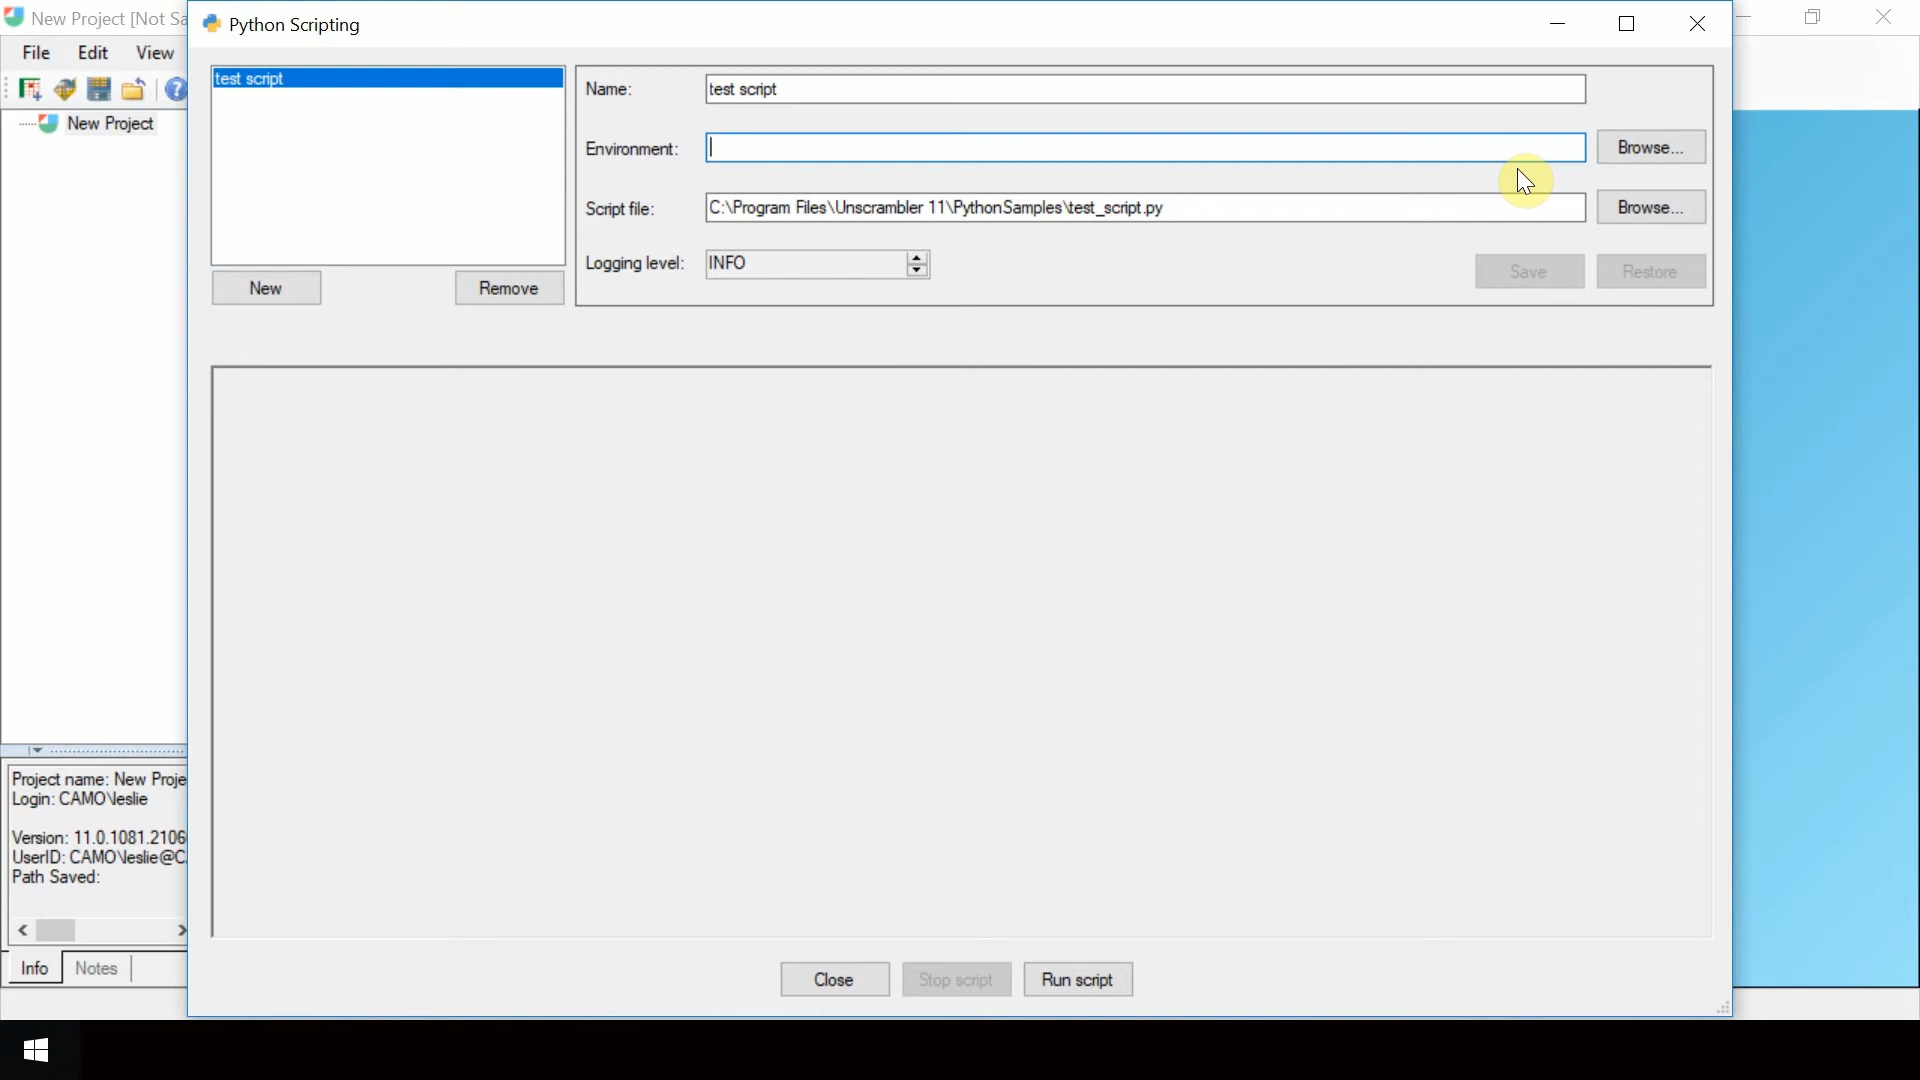 New Project [Not Sa
Python Scripting
File Edit View
test script
Name: test script
Environment: Browse...
Script file: C:\Program Files\Unscrambler 11\PythonSamples\test_script.py Browse...
Logging level: INFO
Save Restore
New Remove
New Project
Project name: New Proje
Login: CAMO\leslie
Version: 11.0.1081.2106
UserID: CAMO\leslie@C
Path Saved:
Info Notes
Close Stop script Run script